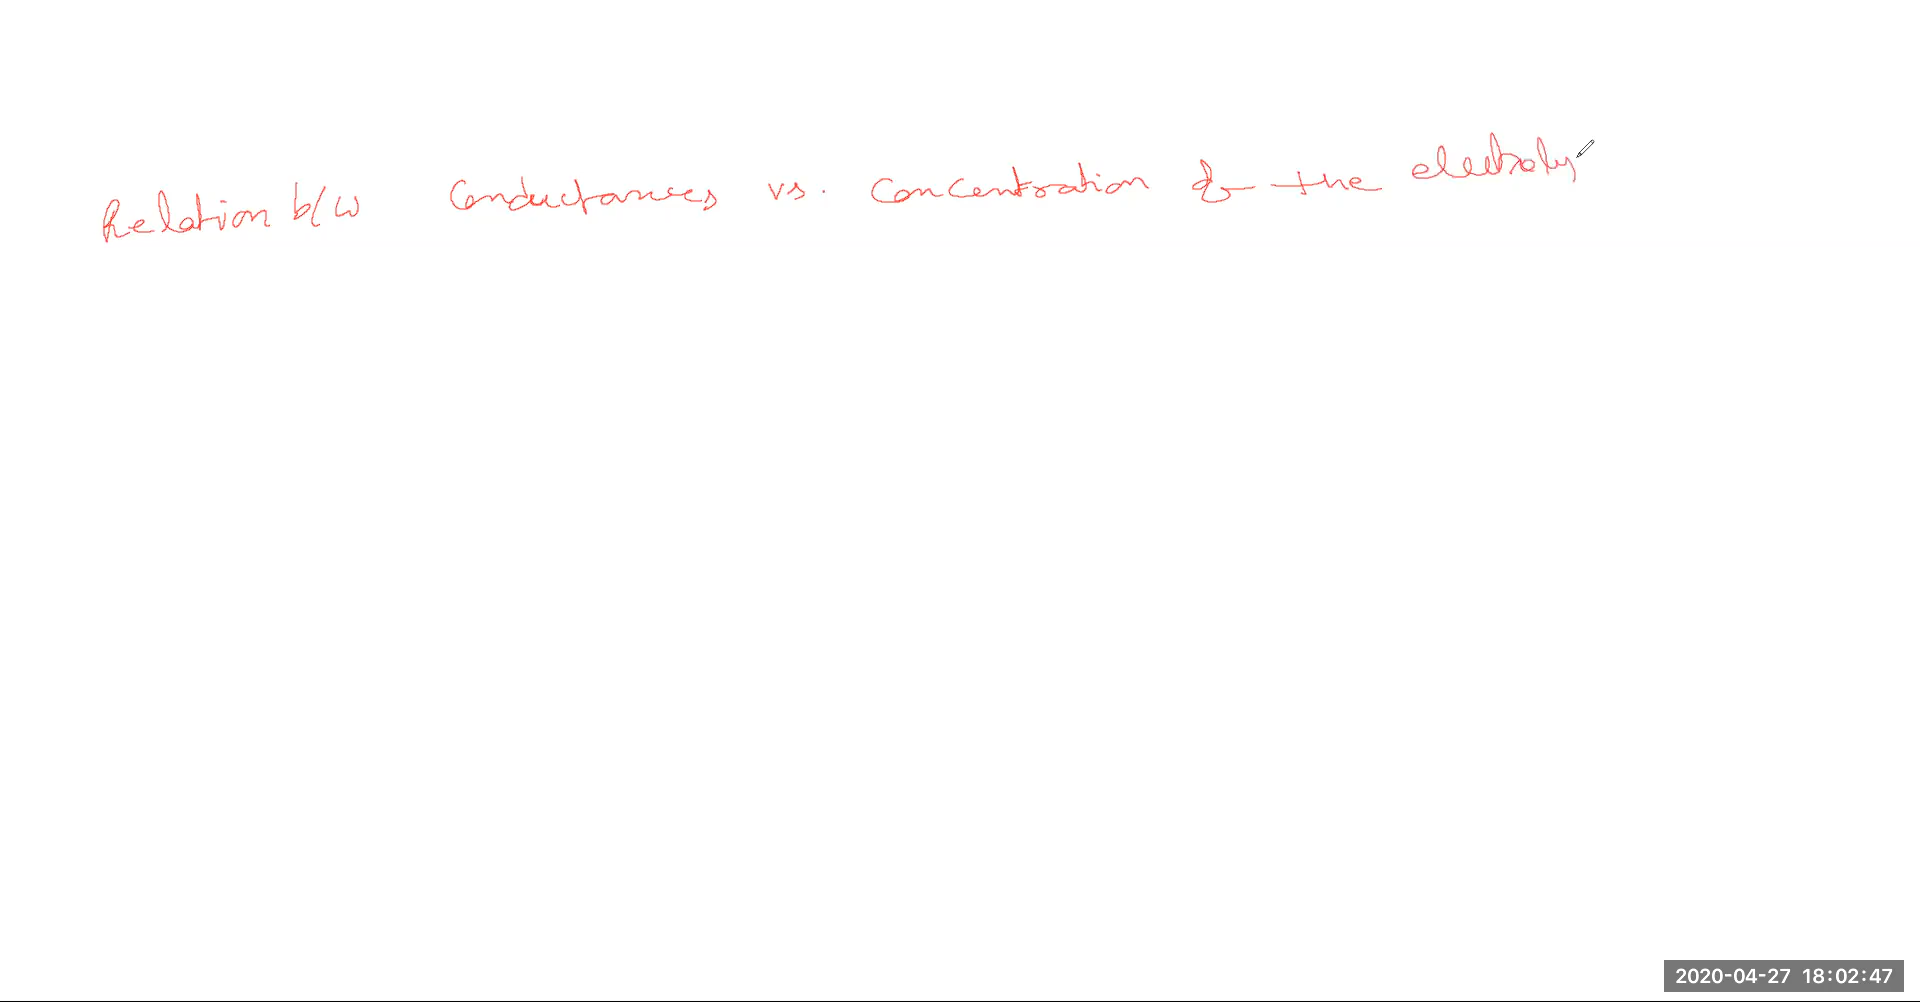 Relation b/w Conductances vs. Concentration of the electroly
2020-04-27 18:02:47